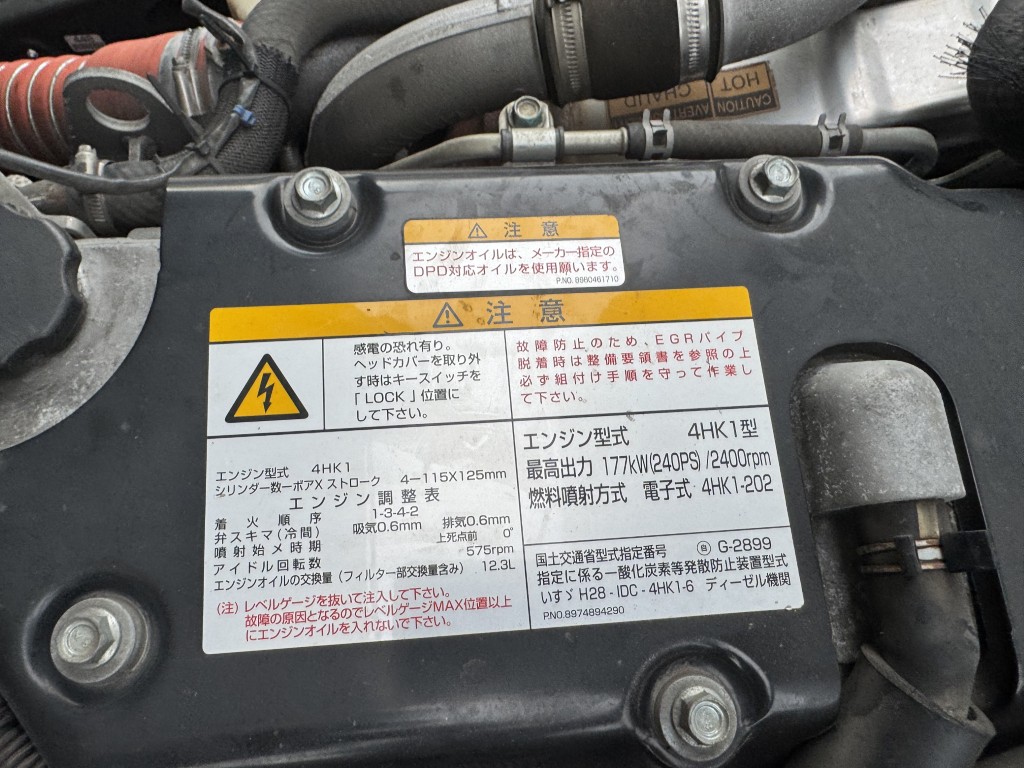 CAUTION
HOT
AVERT
CHAUD
⚠ 注意
エンジンオイルは、メーカー指定の
DPD対応オイルを使用願います。
P.NO. 8980461710
⚠ 注意
感電の恐れ有り。
ヘッドカバーを取り外
す時はキースイッチを
「LOCK」位置に
して下さい。
故障防止のため、EGRパイプ
脱着時は整備要領書を参照の上
必ず組付け手順を守って作業し
て下さい。
エンジン型式 4HK1
シリンダー数ーボアX ストローク 4ー115X125mm
エンジン調整表
着火順序 1-3-4-2
弁スキマ(冷間) 吸気0.6mm 排気0.6mm
噴射始メ時期 上死点前 0°
アイドル回転数 575rpm
エンジンオイルの交換量 (フィルター部交換量含み) 12.3L
(注) レベルゲージを抜いて注入して下さい。
故障の原因となるのでレベルゲージMAX位置以上
にエンジンオイルを入れないで下さい。
エンジン型式 4HK1型
最高出力 177kW(240PS) /2400rpm
燃料噴射方式 電子式 4HK1-202
国土交通省型式指定番号 G-2899
指定に係る一酸化炭素等発散防止装置型式
いすゞ H28 - IDC - 4HK1-6 ディーゼル機関
P.NO.8974894290